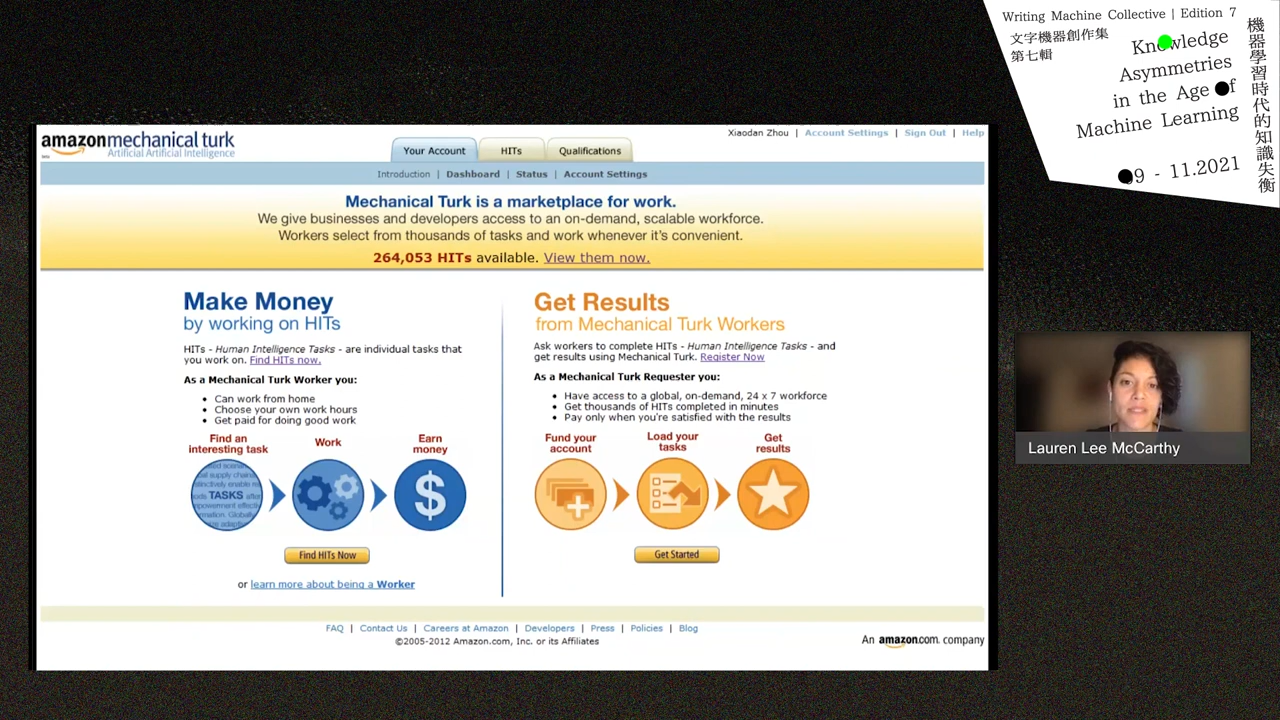 Writing Machine Collective | Edition 7
文字機器創作集
第七輯
Knowledge
Asymmetries
in the Age of
Machine Learning
09 - 11.2021
機器學習時代的知識失衡
amazonmechanical turk
beta
Artificial Artificial Intelligence
Your Account
HITs
Qualifications
Xiaodan Zhou | Account Settings | Sign Out | Help
Introduction | Dashboard | Status | Account Settings
Mechanical Turk is a marketplace for work.
We give businesses and developers access to an on-demand, scalable workforce.
Workers select from thousands of tasks and work whenever it's convenient.
264,053 HITs available. View them now.
Make Money
by working on HITs
HITs - Human Intelligence Tasks - are individual tasks that
you work on. Find HITs now.
As a Mechanical Turk Worker you:
• Can work from home
• Choose your own work hours
• Get paid for doing good work
Find an
interesting task
Work
Earn
money
TASKS
$
Find HITs Now
or learn more about being a Worker
Get Results
from Mechanical Turk Workers
Ask workers to complete HITs - Human Intelligence Tasks - and
get results using Mechanical Turk. Register Now
As a Mechanical Turk Requester you:
• Have access to a global, on-demand, 24 x 7 workforce
• Get thousands of HITs completed in minutes
• Pay only when you're satisfied with the results
Fund your
account
Load your
tasks
Get
results
Get Started
FAQ | Contact Us | Careers at Amazon | Developers | Press | Policies | Blog
©2005-2012 Amazon.com, Inc. or its Affiliates
An amazon.com. company
Lauren Lee McCarthy